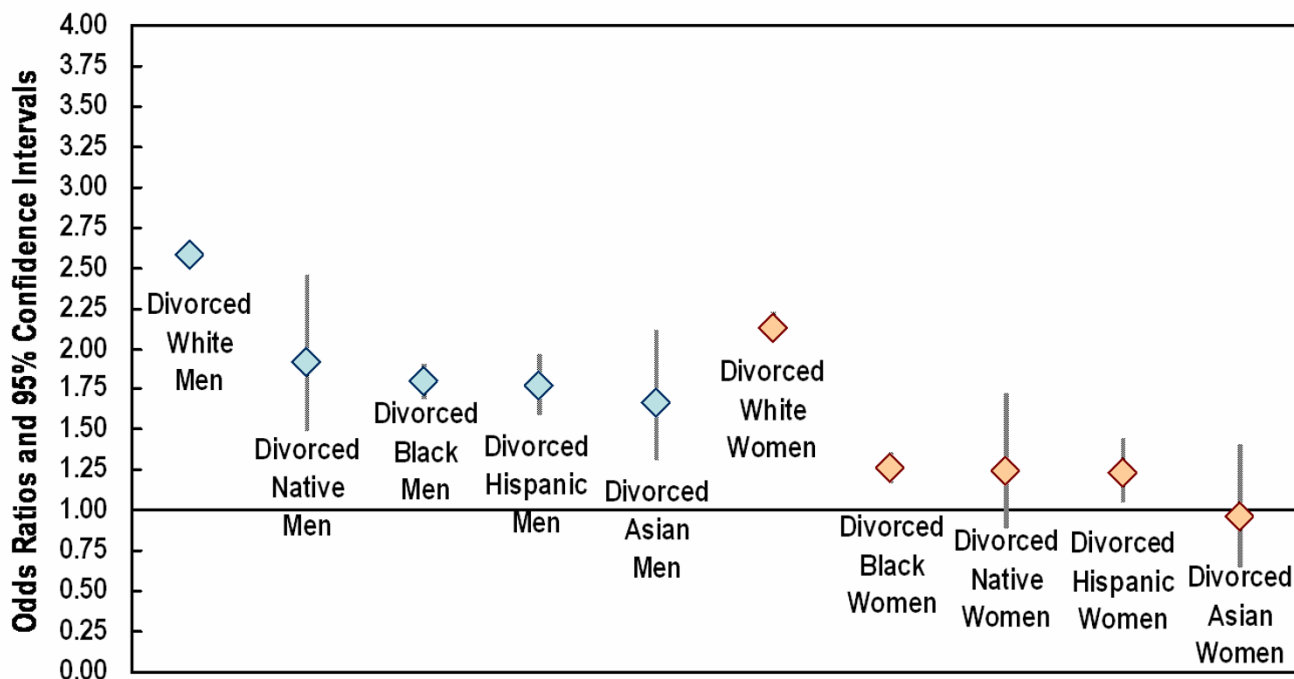 Odds Ratios and 95% Confidence Intervals
4.00
3.75
3.50
3.25
3.00
2.75
2.50
2.25
2.00
1.75
1.50
1.25
1.00
0.75
0.50
0.25
0.00
Divorced
White
Men
Divorced
Native
Men
Divorced
Black
Men
Divorced
Hispanic
Men
Divorced
Asian
Men
Divorced
White
Women
Divorced
Black
Women
Divorced
Native
Women
Divorced
Hispanic
Women
Divorced
Asian
Women